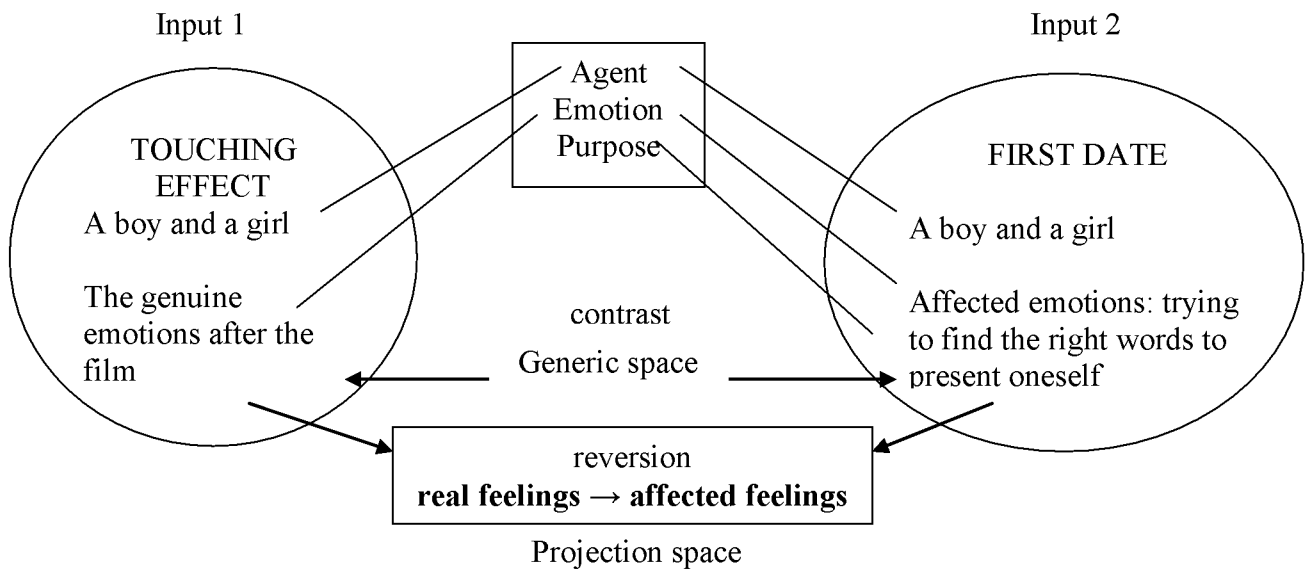 Input 1
Input 2
Agent
Emotion
Purpose
TOUCHING
EFFECT
A boy and a girl
The genuine
emotions after the
film
FIRST DATE
A boy and a girl
Affected emotions: trying
to find the right words to
present oneself
contrast
Generic space
reversion
real feelings → affected feelings
Projection space